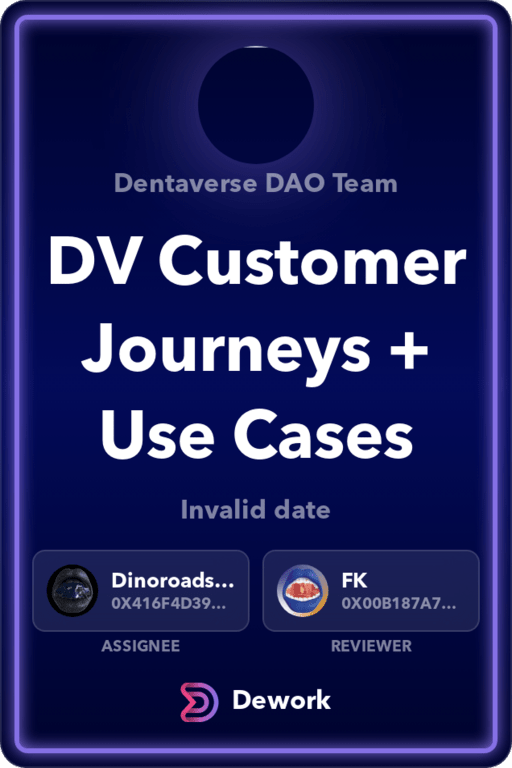 Dentaverse DAO Team
DV Customer
Journeys +
Use Cases
Invalid date
Dinoroads...
0X416F4D39...
ASSIGNEE
FK
0X00B187A7...
REVIEWER
Dework